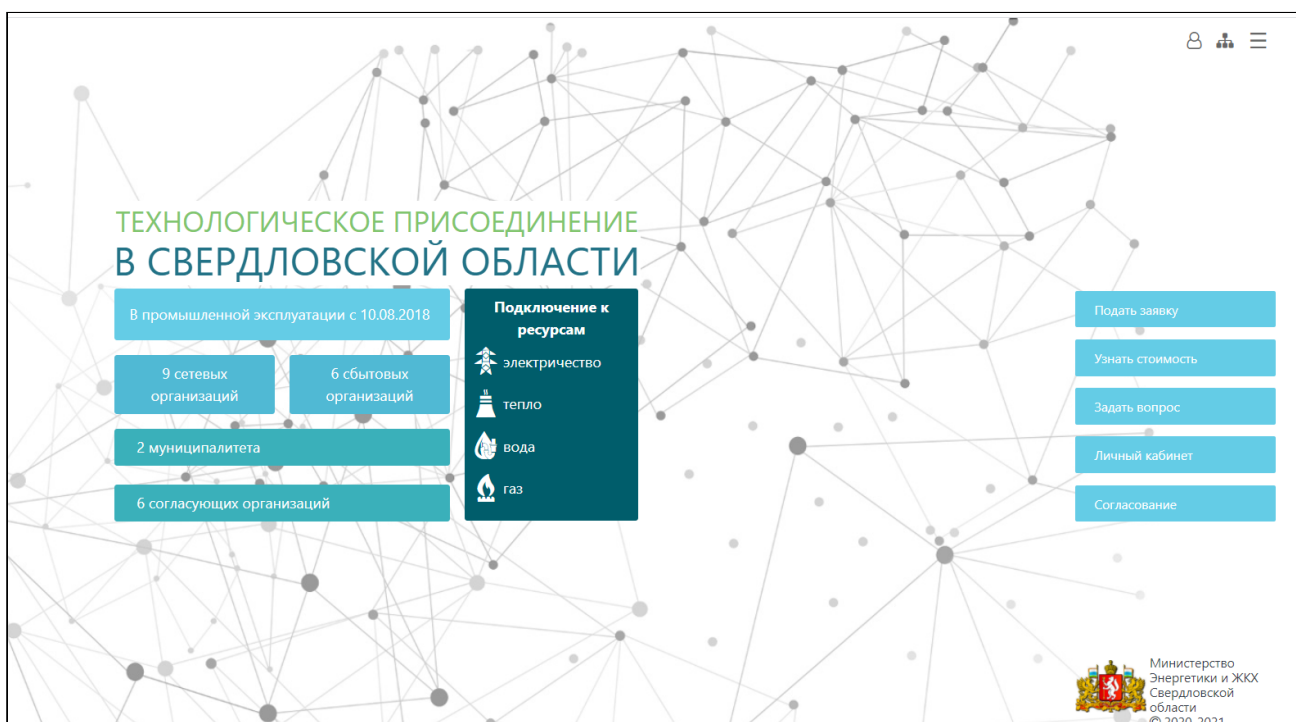 ТЕХНОЛОГИЧЕСКОЕ ПРИСОЕДИНЕНИЕ
В СВЕРДЛОВСКОЙ ОБЛАСТИ
В промышленной эксплуатации с 10.08.2018
9 сетевых
организаций
6 сбытовых
организаций
2 муниципалитета
6 согласующих организаций
Подключение к
ресурсам
электричество
тепло
вода
газ
Подать заявку
Узнать стоимость
Задать вопрос
Личный кабинет
Согласование
Министерство
Энергетики и ЖКХ
Свердловской
области
© 2020-2021